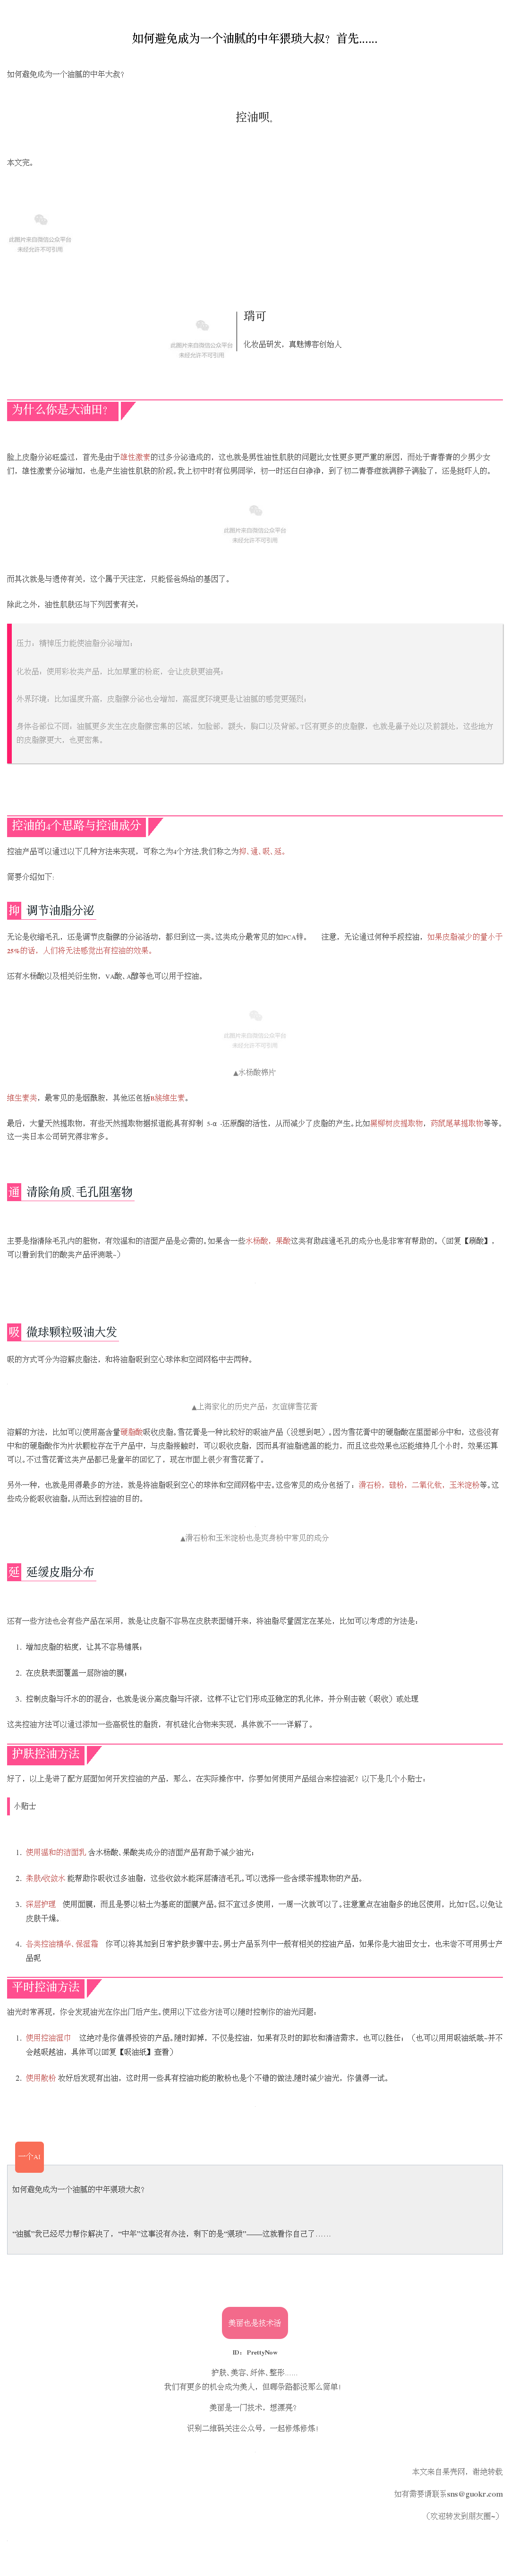 如何避免成为一个油腻的中年猥琐大叔？首先......
如何避免成为一个油腻的中年大叔？
控油呗。
本文完。
此图片来自微信公众平台
未经允许不可引用
此图片来自微信公众平台
未经允许不可引用
瑞可
化妆品研发，真魅博客创始人
为什么你是大油田？
脸上皮脂分泌旺盛过，首先是由于雄性激素的过多分泌造成的，这也就是男性油性肌肤的问题比女性更多更严重的原因，而处于青春青的少男少女
们，雄性激素分泌增加，也是产生油性肌肤的阶段。我上初中时有位男同学，初一时还白白净净，到了初二青春痘就满脖子满脸了，还是挺吓人的。
此图片来自微信公众平台
未经允许不可引用
而其次就是与遗传有关，这个属于天注定，只能怪爸妈给的基因了。
除此之外，油性肌肤还与下列因素有关：
压力：精神压力能使油脂分泌增加；
化妆品：使用彩妆类产品，比如厚重的粉底，会让皮肤更油亮；
外界环境：比如温度升高，皮脂腺分泌也会增加，高湿度环境更是让油腻的感觉更强烈；
身体各部位不同：油腻更多发生在皮脂腺密集的区域，如脸部，额头，胸口以及背部。T区有更多的皮脂腺，也就是鼻子处以及前额处，这些地方
的皮脂腺更大，也更密集。
控油的4个思路与控油成分
控油产品可以通过以下几种方法来实现，可称之为4个方法,我们称之为抑、通、吸、延。
简要介绍如下：
抑 调节油脂分泌
无论是收缩毛孔，还是调节皮脂腺的分泌活动，都归到这一类。这类成分最常见的如PCA锌。 注意，无论通过何种手段控油，如果皮脂减少的量小于
25%的话，人们将无法感觉出有控油的效果。
还有水杨酸以及相关衍生物，VA酸，A醇等也可以用于控油。
此图片来自微信公众平台
未经允许不可引用
▲水杨酸棉片
维生素类，最常见的是烟酰胺，其他还包括B族维生素。
最后，大量天然提取物，有些天然提取物据报道能具有抑制 5-α -还原酶的活性，从而减少了皮脂的产生。比如黑柳树皮提取物，药鼠尾草提取物等等。
这一类日本公司研究得非常多。
通 清除角质、毛孔阻塞物
主要是指清除毛孔内的脏物，有效温和的洁面产品是必需的。如果含一些水杨酸，果酸这类有助疏通毛孔的成分也是非常有帮助的。（回复【刷酸】，
可以看到我们的酸类产品评测哦~）
吸 微球颗粒吸油大发
吸的方式可分为溶解皮脂法，和将油脂吸到空心球体和空间网格中去两种。
▲上海家化的历史产品：友谊牌雪花膏
溶解的方法，比如可以使用高含量硬脂酸吸收皮脂。雪花膏是一种比较好的吸油产品（没想到吧）。因为雪花膏中的硬脂酸在里面部分中和，这些没有
中和的硬脂酸作为片状颗粒存在于产品中，与皮脂接触时，可以吸收皮脂，因而具有油脂遮盖的能力，而且这些效果也还能维持几个小时，效果还算
可以。不过雪花膏这类产品都已是童年的回忆了，现在市面上很少有雪花膏了。
另外一种，也就是用得最多的方法，就是将油脂吸到空心的球体和空间网格中去。这些常见的成分包括了：滑石粉，硅粉，二氧化钛，玉米淀粉等。这
些成分能吸收油脂。从而达到控油的目的。
▲滑石粉和玉米淀粉也是爽身粉中常见的成分
延 延缓皮脂分布
还有一些方法也会有些产品在采用，就是让皮脂不容易在皮肤表面铺开来，将油脂尽量固定在某处，比如可以考虑的方法是：
1. 增加皮脂的粘度，让其不容易铺展；
2. 在皮肤表面覆盖一层防油的膜；
3. 控制皮脂与汗水的的混合，也就是说分离皮脂与汗液，这样不让它们形成亚稳定的乳化体，并分别击破（吸收）或处理
这类控油方法可以通过添加一些高极性的脂质，有机硅化合物来实现，具体就不一一详解了。
护肤控油方法
好了，以上是讲了配方层面如何开发控油的产品，那么，在实际操作中，你要如何使用产品组合来控油呢？以下是几个小贴士：
小贴士
1. 使用温和的洁面乳 含水杨酸、果酸类成分的洁面产品有助于减少油光；
2. 柔肤/收敛水 能帮助你吸收过多油脂，这些收敛水能深层清洁毛孔。可以选择一些含绿茶提取物的产品。
3. 深层护理 使用面膜，而且是要以粘土为基底的面膜产品。但不宜过多使用，一周一次就可以了。注意重点在油脂多的地区使用，比如T区。以免让
皮肤干燥。
4. 各类控油精华、保湿霜 你可以将其加到日常护肤步骤中去。男士产品系列中一般有相关的控油产品，如果你是大油田女士，也未尝不可用男士产
品呢
平时控油方法
油光时常再现，你会发现油光在你出门后产生。使用以下这些方法可以随时控制你的油光问题：
1. 使用控油湿巾 这绝对是你值得投资的产品。随时卸掉，不仅是控油，如果有及时的卸妆和清洁需求，也可以胜任；（也可以用用吸油纸哦~并不
会越吸越油，具体可以回复【吸油纸】查看）
2. 使用散粉 妆好后发现有出油，这时用一些具有控油功能的散粉也是个不错的做法,随时减少油光，你值得一试。
一个AI
如何避免成为一个油腻的中年猥琐大叔？
“油腻”我已经尽力帮你解决了，“中年”这事没有办法，剩下的是“猥琐”——这就看你自己了……
美丽也是技术活
ID： PrettyNow
护肤、美容、纤体、整形……
我们有更多的机会成为美人，但哪条路都没那么简单！
美丽是一门技术，想漂亮？
识别二维码关注公众号，一起修炼修炼！
本文来自果壳网，谢绝转载
如有需要请联系sns@guokr.com
（欢迎转发到朋友圈~）